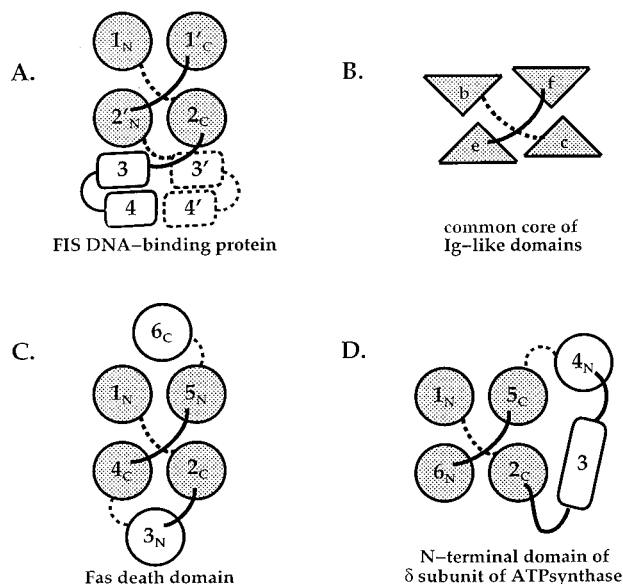 A.
1N 1′C
2′N 2C
3 3′
4 4′
FIS DNA–binding protein
B.
b f
e c
common core of
Ig–like domains
C.
6C
1N 5N
4C 2C
3N
Fas death domain
D.
4N
1N 5C
6N 2C 3
N–terminal domain of
δ subunit of ATPsynthase